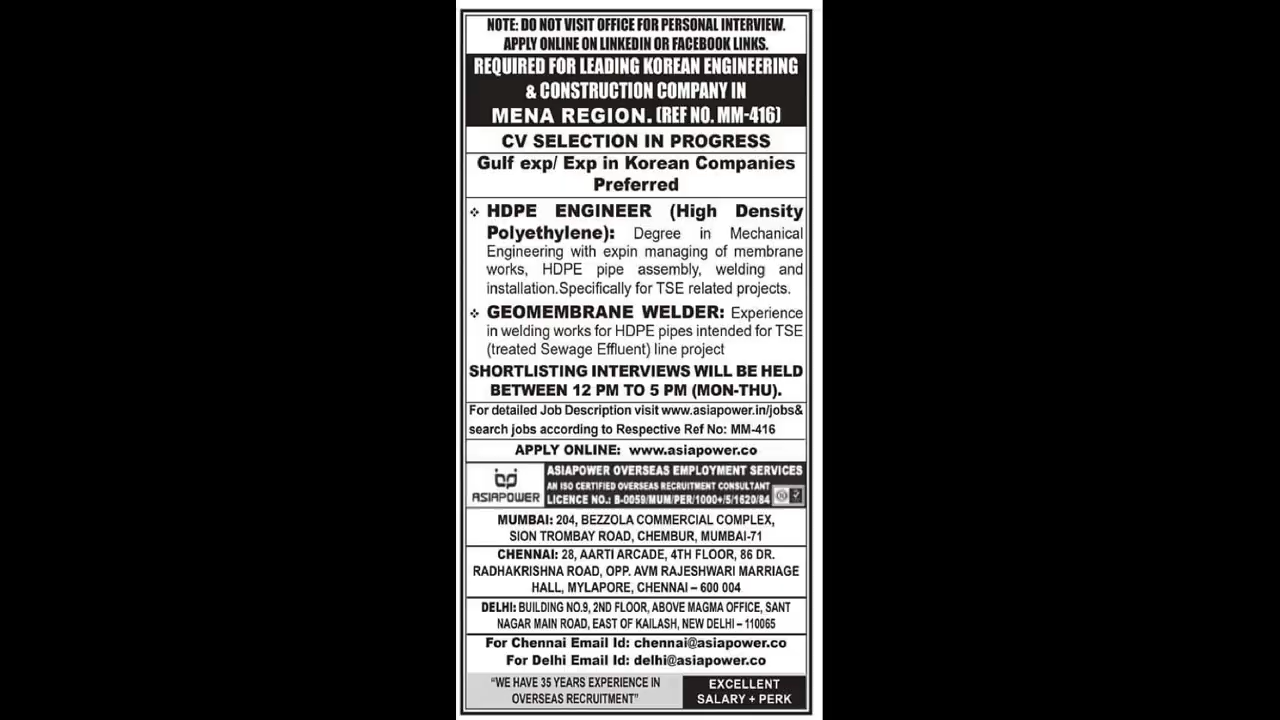 NOTE: DO NOT VISIT OFFICE FOR PERSONAL INTERVIEW.
APPLY ONLINE ON LINKEDIN OR FACEBOOK LINKS.
REQUIRED FOR LEADING KOREAN ENGINEERING
& CONSTRUCTION COMPANY IN
MENA REGION. (REF NO. MM-416)
CV SELECTION IN PROGRESS
Gulf exp/ Exp in Korean Companies
Preferred
❖ HDPE ENGINEER (High Density
Polyethylene): Degree in Mechanical
Engineering with expin managing of membrane
works, HDPE pipe assembly, welding and
installation.Specifically for TSE related projects.
❖ GEOMEMBRANE WELDER: Experience
in welding works for HDPE pipes intended for TSE
(treated Sewage Effluent) line project
SHORTLISTING INTERVIEWS WILL BE HELD
BETWEEN 12 PM TO 5 PM (MON-THU).
For detailed Job Description visit www.asiapower.in/jobs&
search jobs according to Respective Ref No: MM-416
APPLY ONLINE: www.asiapower.co
ASIAPOWER
ASIAPOWER OVERSEAS EMPLOYMENT SERVICES
AN ISO CERTIFIED OVERSEAS RECRUITMENT CONSULTANT
LICENCE NO.: B-0059/MUM/PER/1000+/5/1620/84
MUMBAI: 204, BEZZOLA COMMERCIAL COMPLEX,
SION TROMBAY ROAD, CHEMBUR, MUMBAI-71
CHENNAI: 28, AARTI ARCADE, 4TH FLOOR, 86 DR.
RADHAKRISHNA ROAD, OPP. AVM RAJESHWARI MARRIAGE
HALL, MYLAPORE, CHENNAI – 600 004
DELHI: BUILDING NO.9, 2ND FLOOR, ABOVE MAGMA OFFICE, SANT
NAGAR MAIN ROAD, EAST OF KAILASH, NEW DELHI – 110065
For Chennai Email Id: chennai@asiapower.co
For Delhi Email Id: delhi@asiapower.co
"WE HAVE 35 YEARS EXPERIENCE IN
OVERSEAS RECRUITMENT"
EXCELLENT
SALARY + PERK